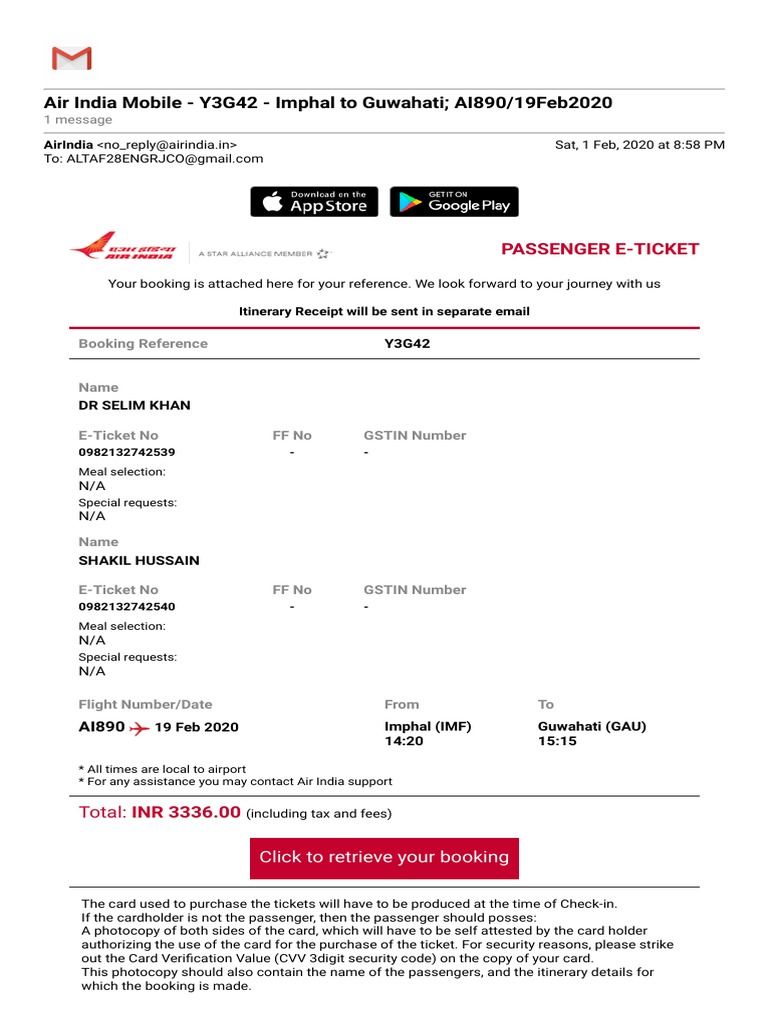 Air India Mobile - Y3G42 - Imphal to Guwahati; AI890/19Feb2020
1 message
AirIndia <no_reply@airindia.in> Sat, 1 Feb, 2020 at 8:58 PM
To: ALTAF28ENGRJCO@gmail.com
Download on the App Store GET IT ON Google Play
एअर इंडिया
AIR INDIA A STAR ALLIANCE MEMBER PASSENGER E-TICKET
Your booking is attached here for your reference. We look forward to your journey with us
Itinerary Receipt will be sent in separate email
Booking Reference Y3G42
Name
DR SELIM KHAN
E-Ticket No FF No GSTIN Number
0982132742539 - -
Meal selection:
N/A
Special requests:
N/A
Name
SHAKIL HUSSAIN
E-Ticket No FF No GSTIN Number
0982132742540 - -
Meal selection:
N/A
Special requests:
N/A
Flight Number/Date From To
AI890 19 Feb 2020 Imphal (IMF) Guwahati (GAU)
14:20 15:15
* All times are local to airport
* For any assistance you may contact Air India support
Total: INR 3336.00 (including tax and fees)
Click to retrieve your booking
The card used to purchase the tickets will have to be produced at the time of Check-in.
If the cardholder is not the passenger, then the passenger should posses:
A photocopy of both sides of the card, which will have to be self attested by the card holder
authorizing the use of the card for the purchase of the ticket. For security reasons, please strike
out the Card Verification Value (CVV 3digit security code) on the copy of your card.
This photocopy should also contain the name of the passengers, and the itinerary details for
which the booking is made.